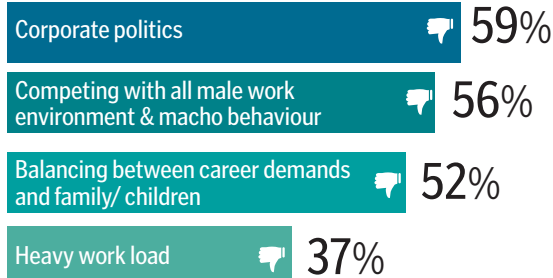 Corporate politics 59%
Competing with all male work
environment & macho behaviour 56%
Balancing between career demands
and family/ children 52%
Heavy work load 37%